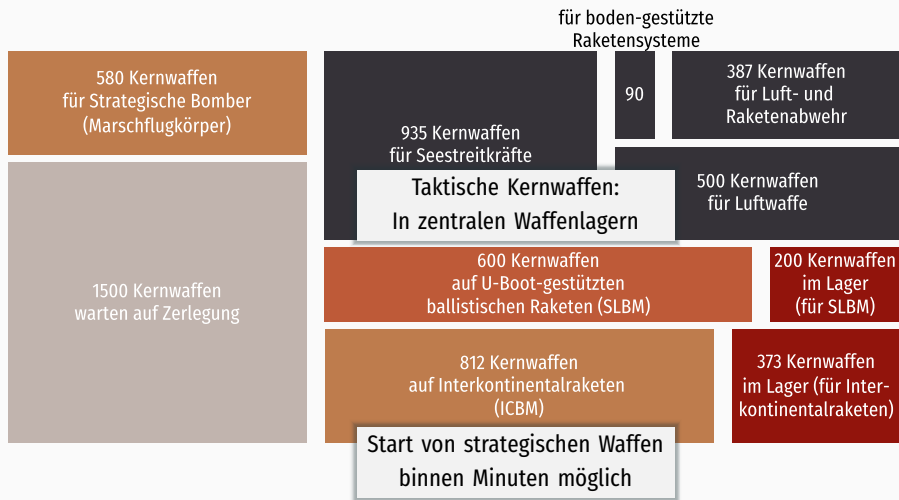 für boden-gestützte
Raketensysteme
580 Kernwaffen
für Strategische Bomber
(Marschflugkörper)
935 Kernwaffen
für Seestreitkräfte
90
387 Kernwaffen
für Luft- und
Raketenabwehr
Taktische Kernwaffen:
In zentralen Waffenlagern
500 Kernwaffen
für Luftwaffe
1500 Kernwaffen
warten auf Zerlegung
600 Kernwaffen
auf U-Boot-gestützten
ballistischen Raketen (SLBM)
200 Kernwaffen
im Lager
(für SLBM)
812 Kernwaffen
auf Interkontinentalraketen
(ICBM)
373 Kernwaffen
im Lager (für Inter-
kontinentalraketen)
Start von strategischen Waffen
binnen Minuten möglich